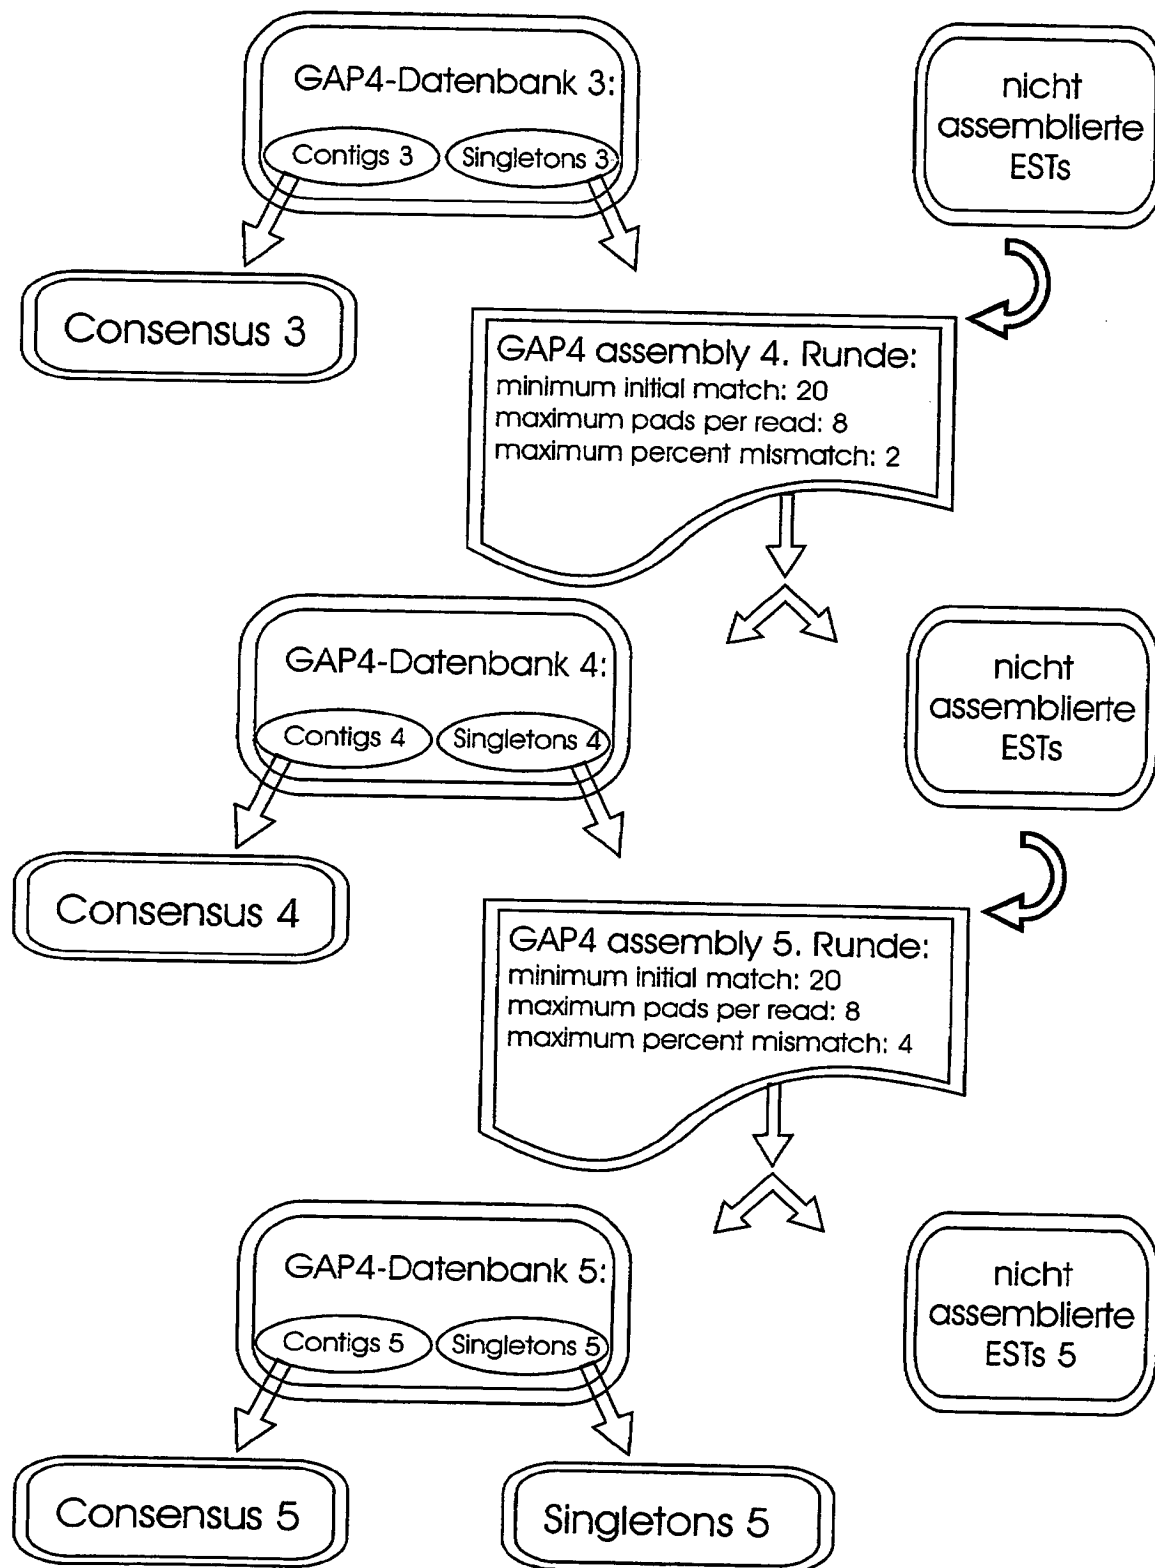 GAP4-Datenbank 3:
Contigs 3
Singletons 3
nicht
assemblierte
ESTs
Consensus 3
GAP4 assembly 4. Runde:
minimum initial match: 20
maximum pads per read: 8
maximum percent mismatch: 2
GAP4-Datenbank 4:
Contigs 4
Singletons 4
nicht
assemblierte
ESTs
Consensus 4
GAP4 assembly 5. Runde:
minimum initial match: 20
maximum pads per read: 8
maximum percent mismatch: 4
GAP4-Datenbank 5:
Contigs 5
Singletons 5
nicht
assemblierte
ESTs 5
Consensus 5
Singletons 5